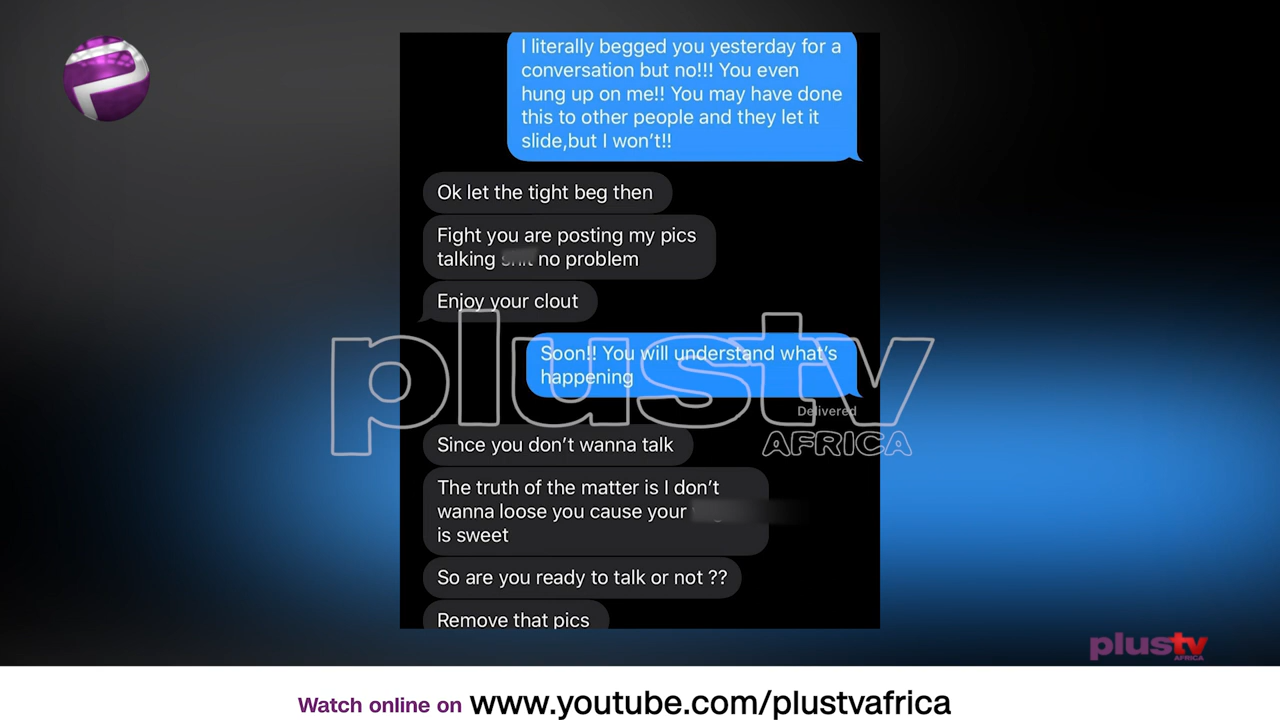 I literally begged you yesterday for a
conversation but no!!! You even
hung up on me!! You may have done
this to other people and they let it
slide,but I won't!!
Ok let the tight beg then
Fight you are posting my pics
talking no problem
Enjoy your clout
Soon!! You will understand what's
happening
Delivered
Since you don't wanna talk
The truth of the matter is I don't
wanna loose you cause your
is sweet
So are you ready to talk or not ??
Remove that pics
plustv
AFRICA
plustv
AFRICA
Watch online on www.youtube.com/plustvafrica